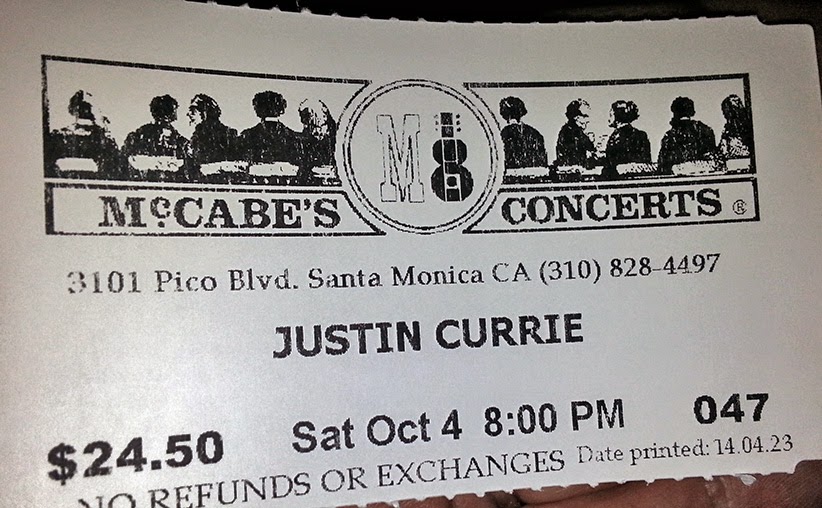 M8
McCABE'S CONCERTS ®
3101 Pico Blvd. Santa Monica CA (310) 828-4497
JUSTIN CURRIE
$24.50 Sat Oct 4 8:00 PM 047
NO REFUNDS OR EXCHANGES Date printed: 14.04.23